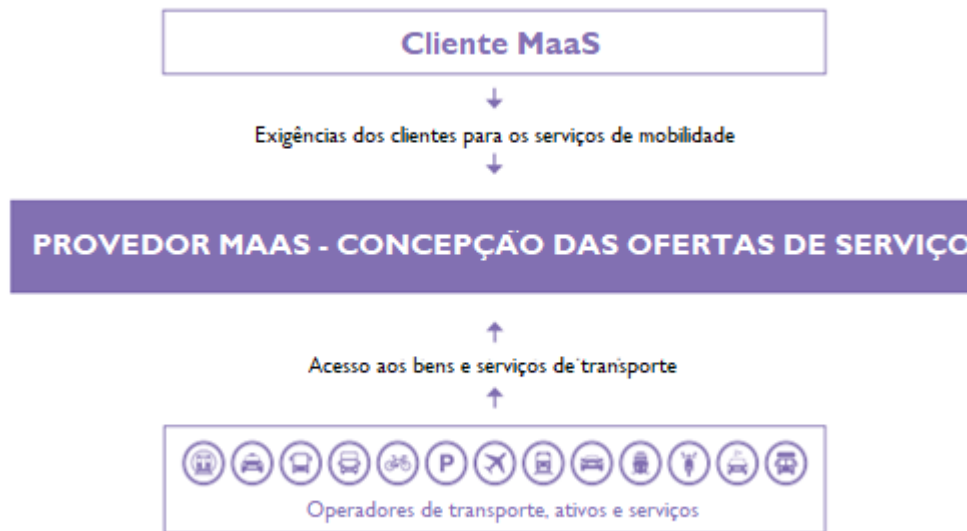 Cliente MaaS
Exigências dos clientes para os serviços de mobilidade
PROVEDOR MAAS - CONCEPÇÃO DAS OFERTAS DE SERVIÇO
Acesso aos bens e serviços de transporte
P
Operadores de transporte, ativos e serviços